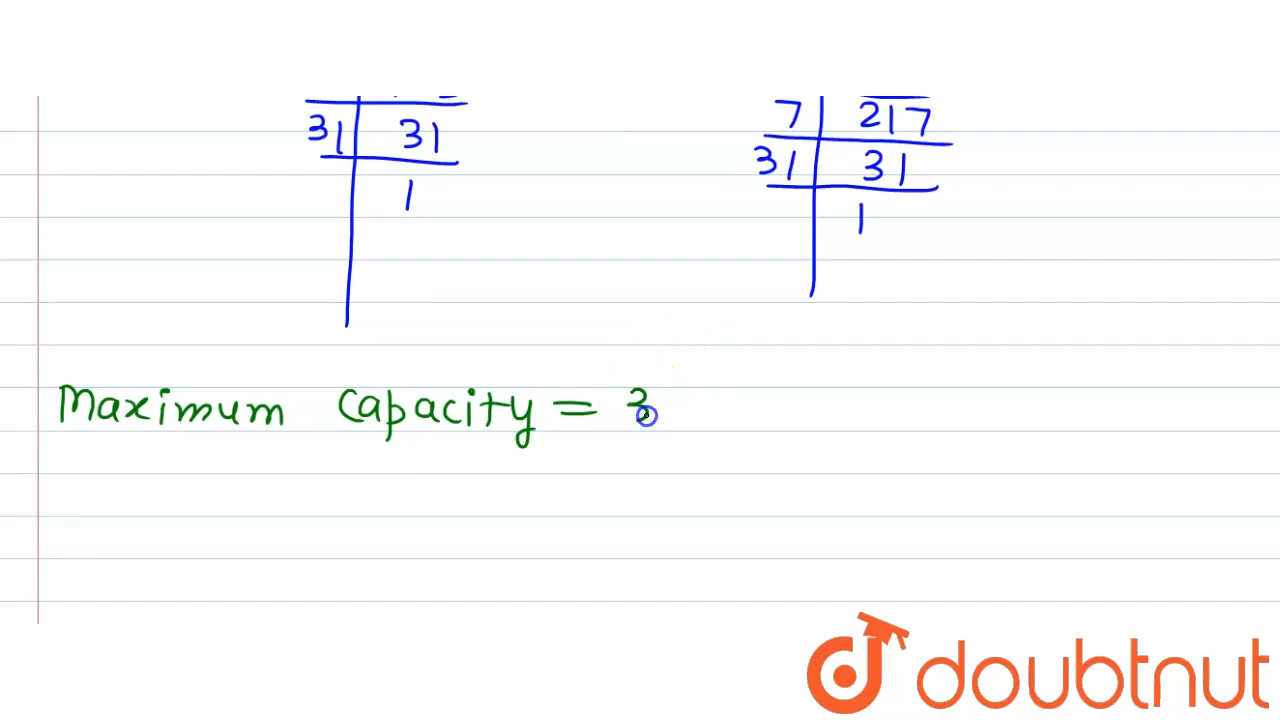 31 | 31
1
7 | 217
31 | 31
1
Maximum Capacity = 3
doubtnut